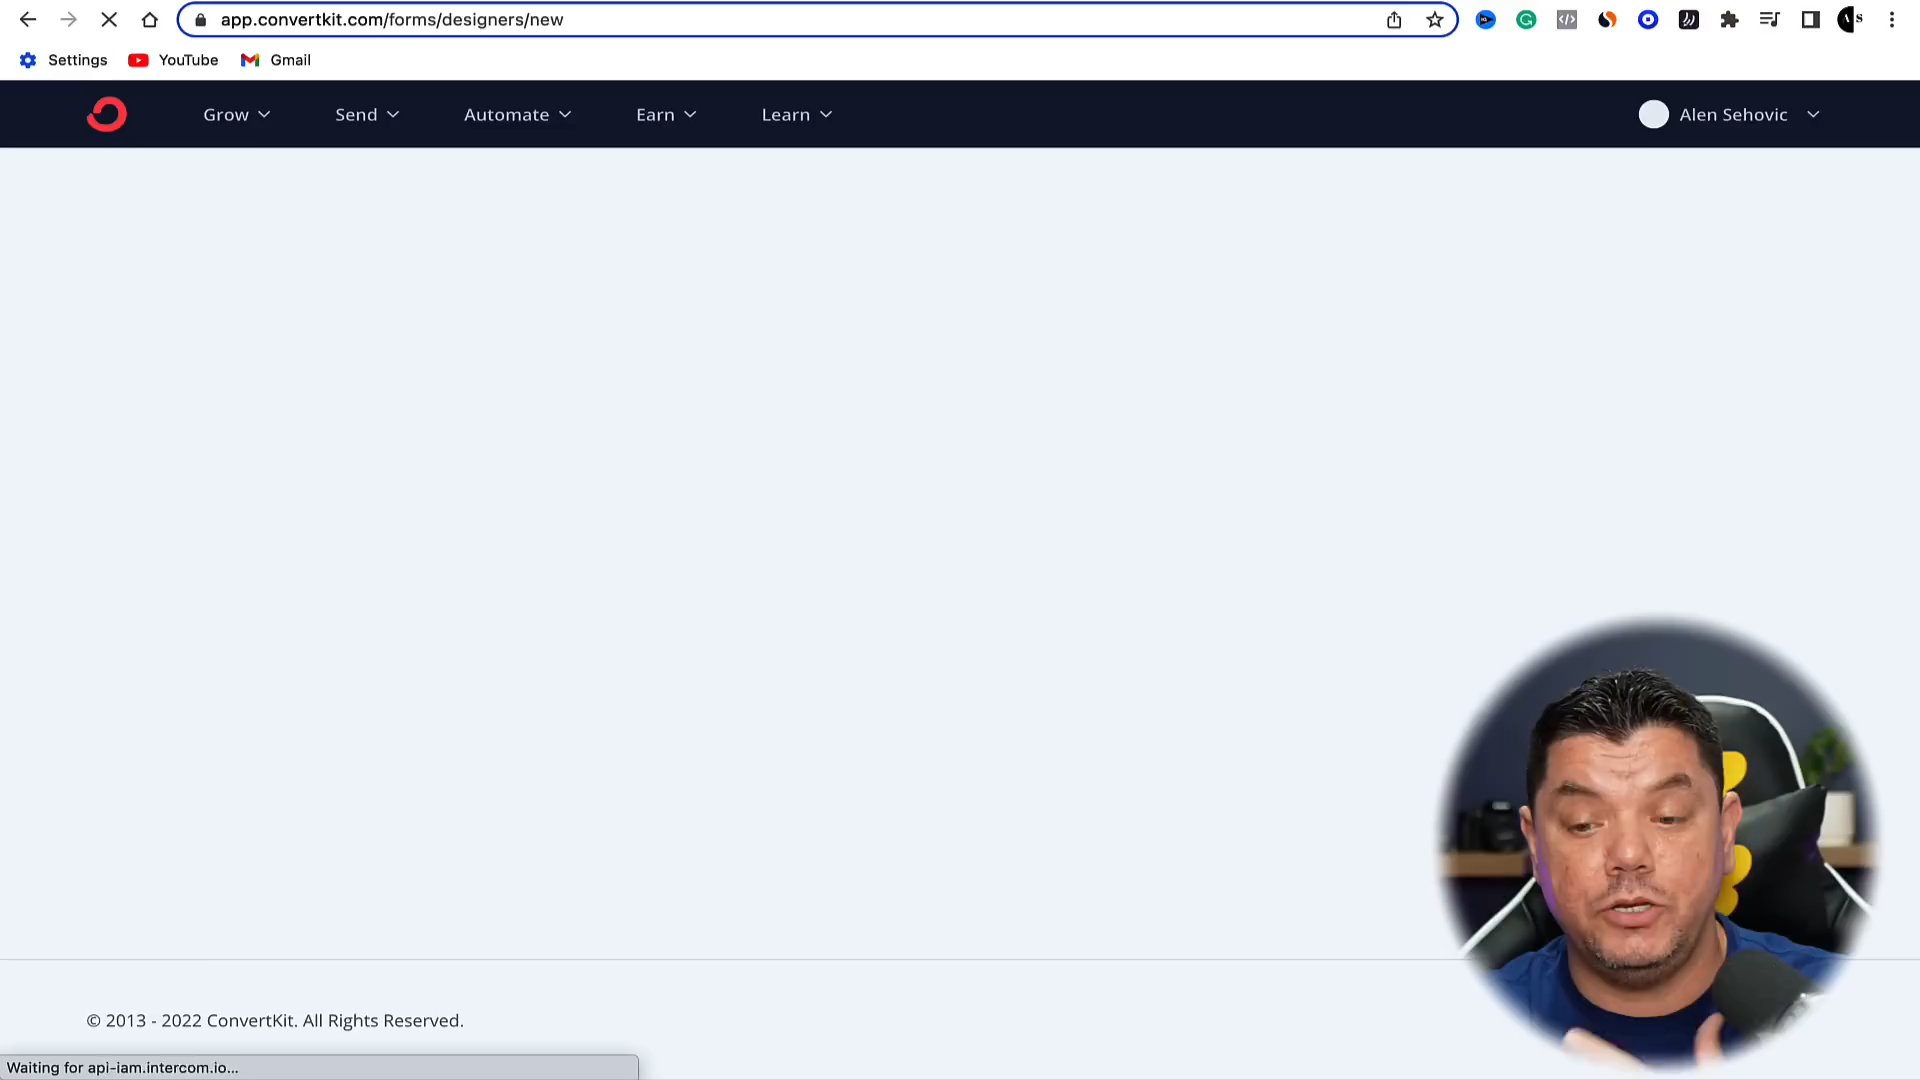 app.convertkit.com/forms/designers/new
Settings YouTube Gmail
Grow Send Automate Earn Learn Alen Sehovic
© 2013 - 2022 ConvertKit. All Rights Reserved.
Waiting for api-iam.intercom.io...